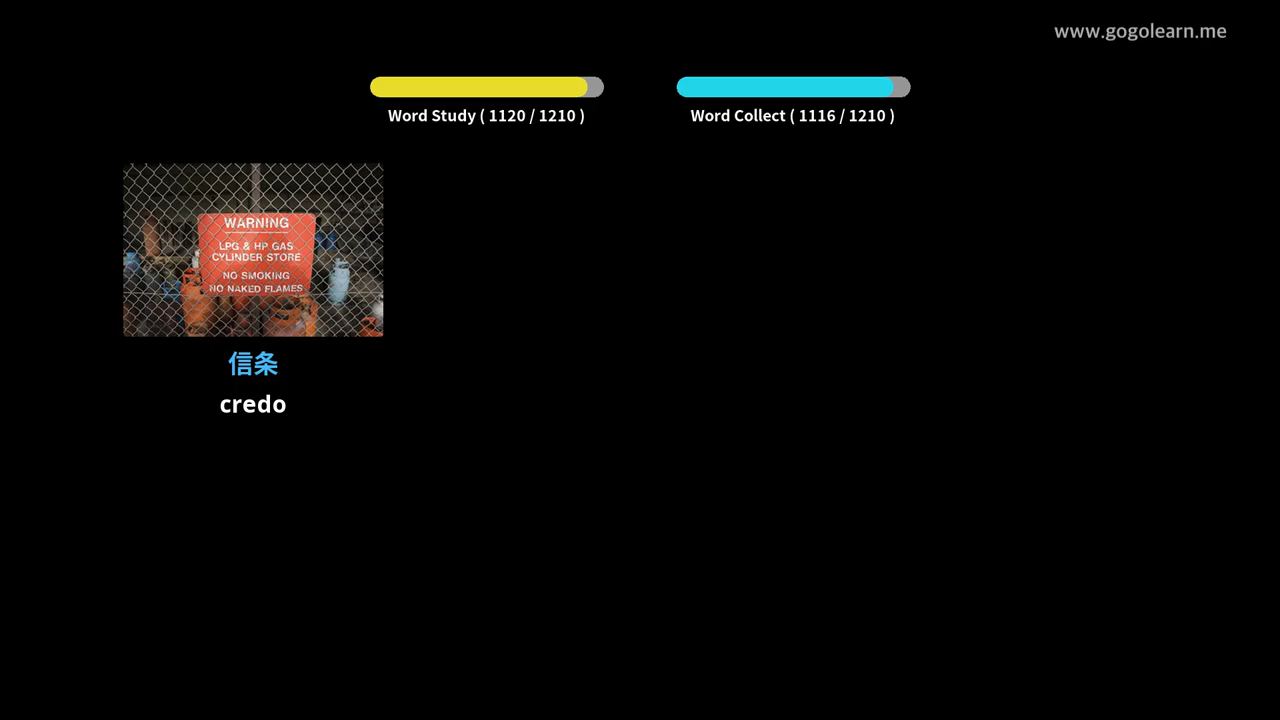 www.gogolearn.me
Word Study ( 1120 / 1210 )
Word Collect ( 1116 / 1210 )
WARNING
LPG & HP GAS
CYLINDER STORE
NO SMOKING
NO NAKED FLAMES
信条
credo